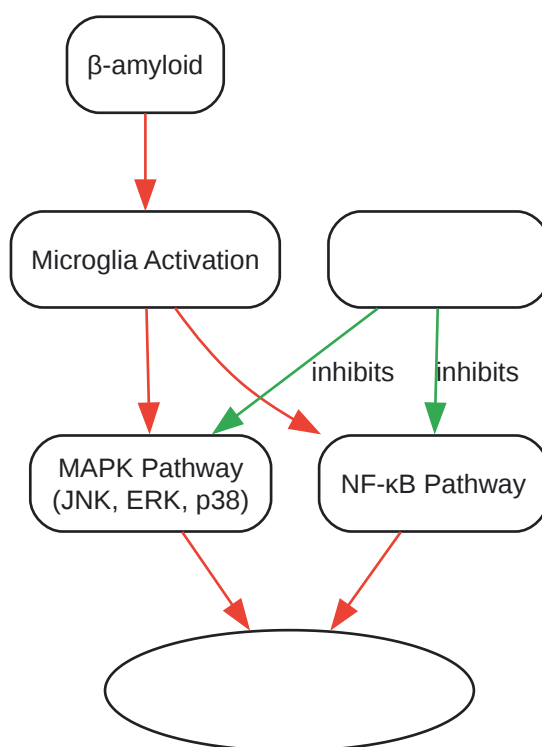 β-amyloid
Microglia Activation
inhibits
inhibits
MAPK Pathway
(JNK, ERK, p38)
NF-κB Pathway